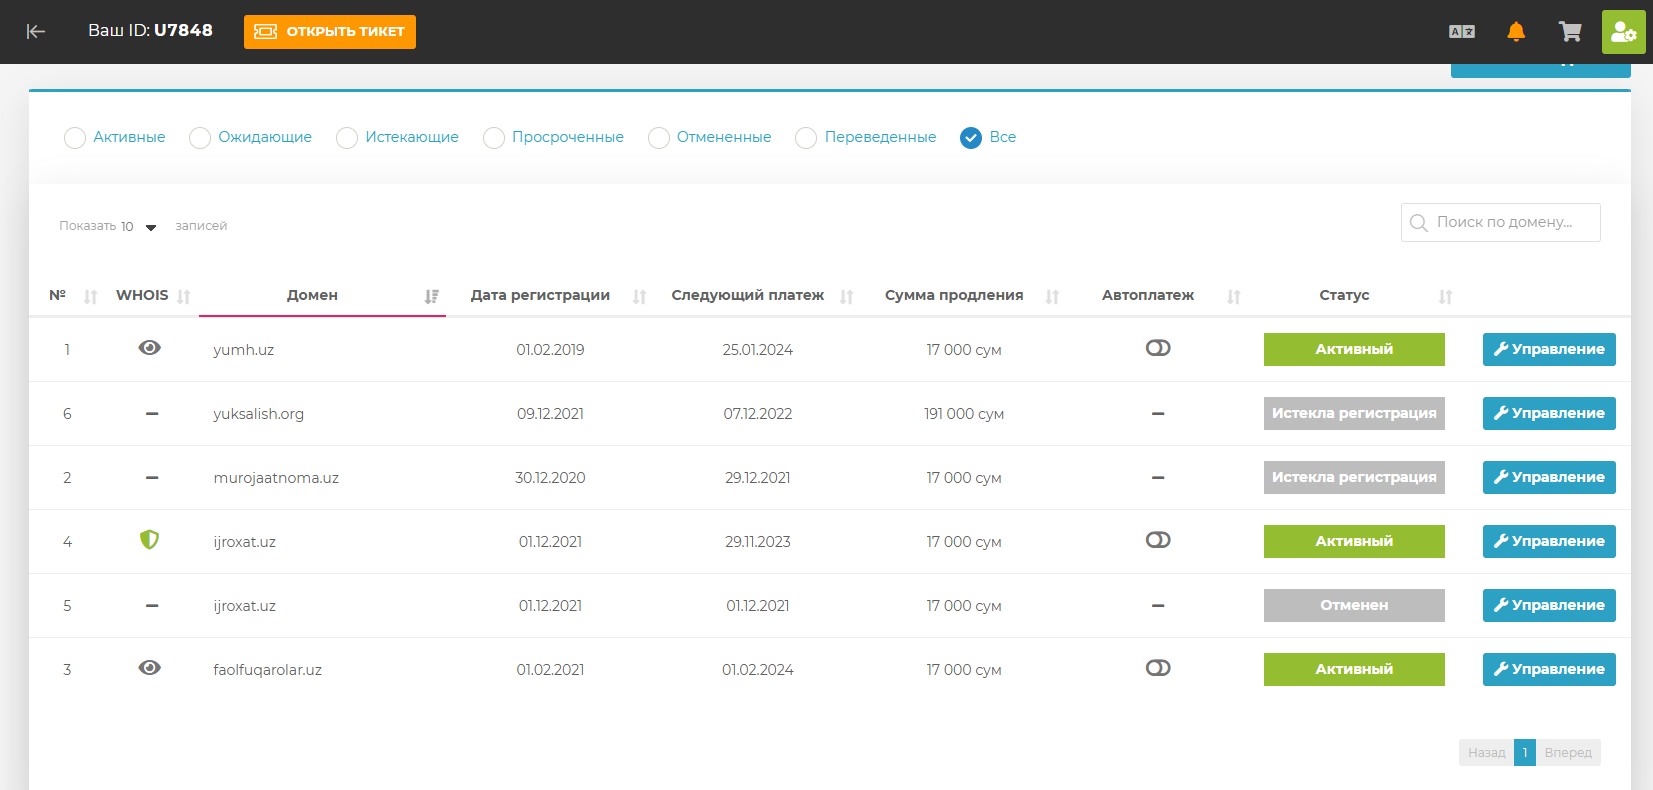 Ваш ID: U7848 ОТКРЫТЬ ТИКЕТ
Активные Ожидающие Истекающие Просроченные Отмененные Переведенные Все
Показать 10 записей Поиск по домену...
№ WHOIS Домен Дата регистрации Следующий платеж Сумма продления Автоплатеж Статус
1 yumh.uz 01.02.2019 25.01.2024 17 000 сум Активный Управление
6 yuksalish.org 09.12.2021 07.12.2022 191 000 сум Истекла регистрация Управление
2 murojaatnoma.uz 30.12.2020 29.12.2021 17 000 сум Истекла регистрация Управление
4 ijroxat.uz 01.12.2021 29.11.2023 17 000 сум Активный Управление
5 ijroxat.uz 01.12.2021 01.12.2021 17 000 сум Отменен Управление
3 faolfuqarolar.uz 01.02.2021 01.02.2024 17 000 сум Активный Управление
Назад 1 Вперед